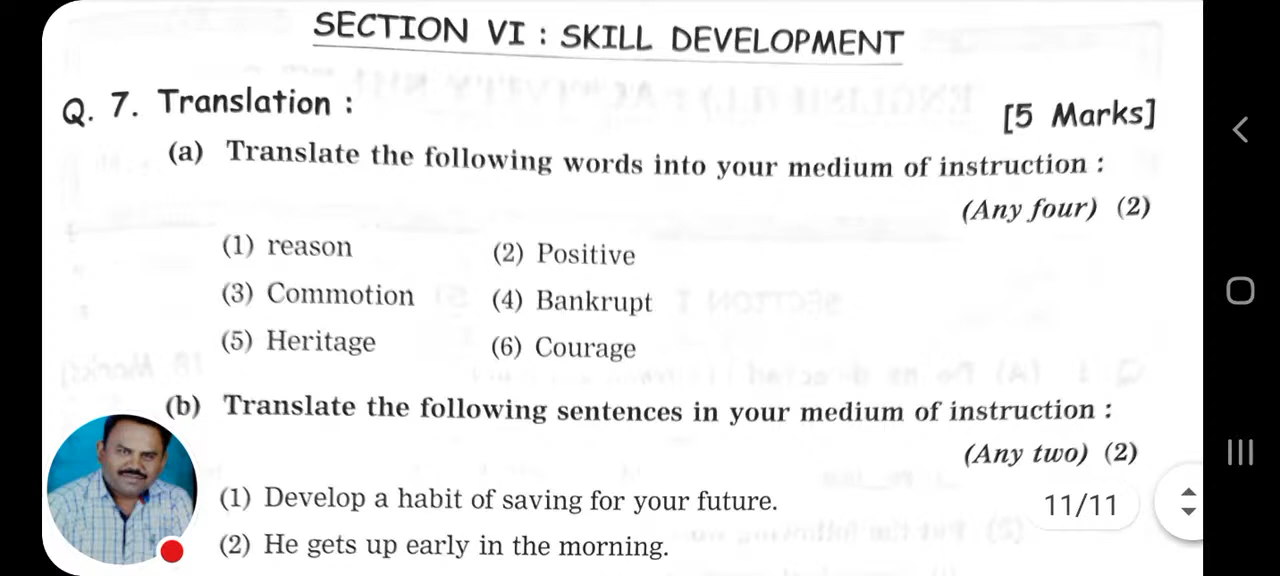 SECTION VI : SKILL DEVELOPMENT
Q. 7. Translation : [5 Marks]
(a) Translate the following words into your medium of instruction :
(Any four) (2)
(1) reason (2) Positive
(3) Commotion (4) Bankrupt
(5) Heritage (6) Courage
(b) Translate the following sentences in your medium of instruction :
(Any two) (2)
(1) Develop a habit of saving for your future.
11/11
(2) He gets up early in the morning.